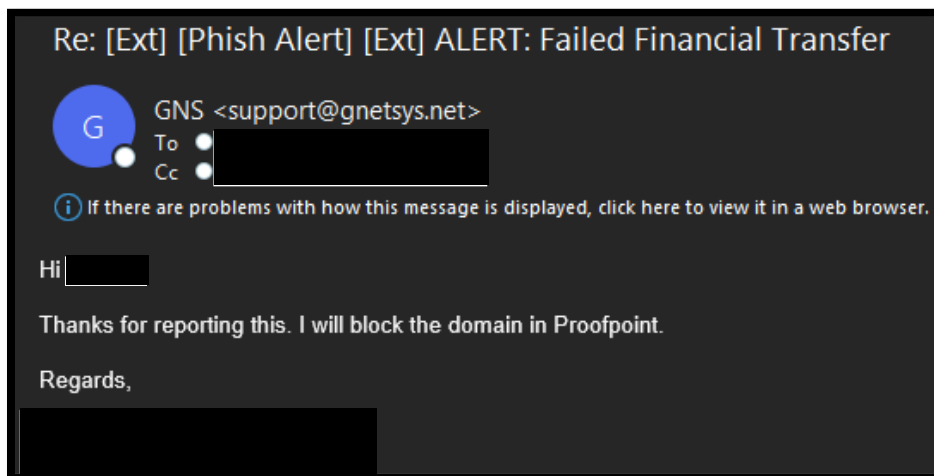 Re: [Ext] [Phish Alert] [Ext] ALERT: Failed Financial Transfer
G
GNS <support@gnetsys.net>
To
Cc
i If there are problems with how this message is displayed, click here to view it in a web browser.
Hi
Thanks for reporting this. I will block the domain in Proofpoint.
Regards,